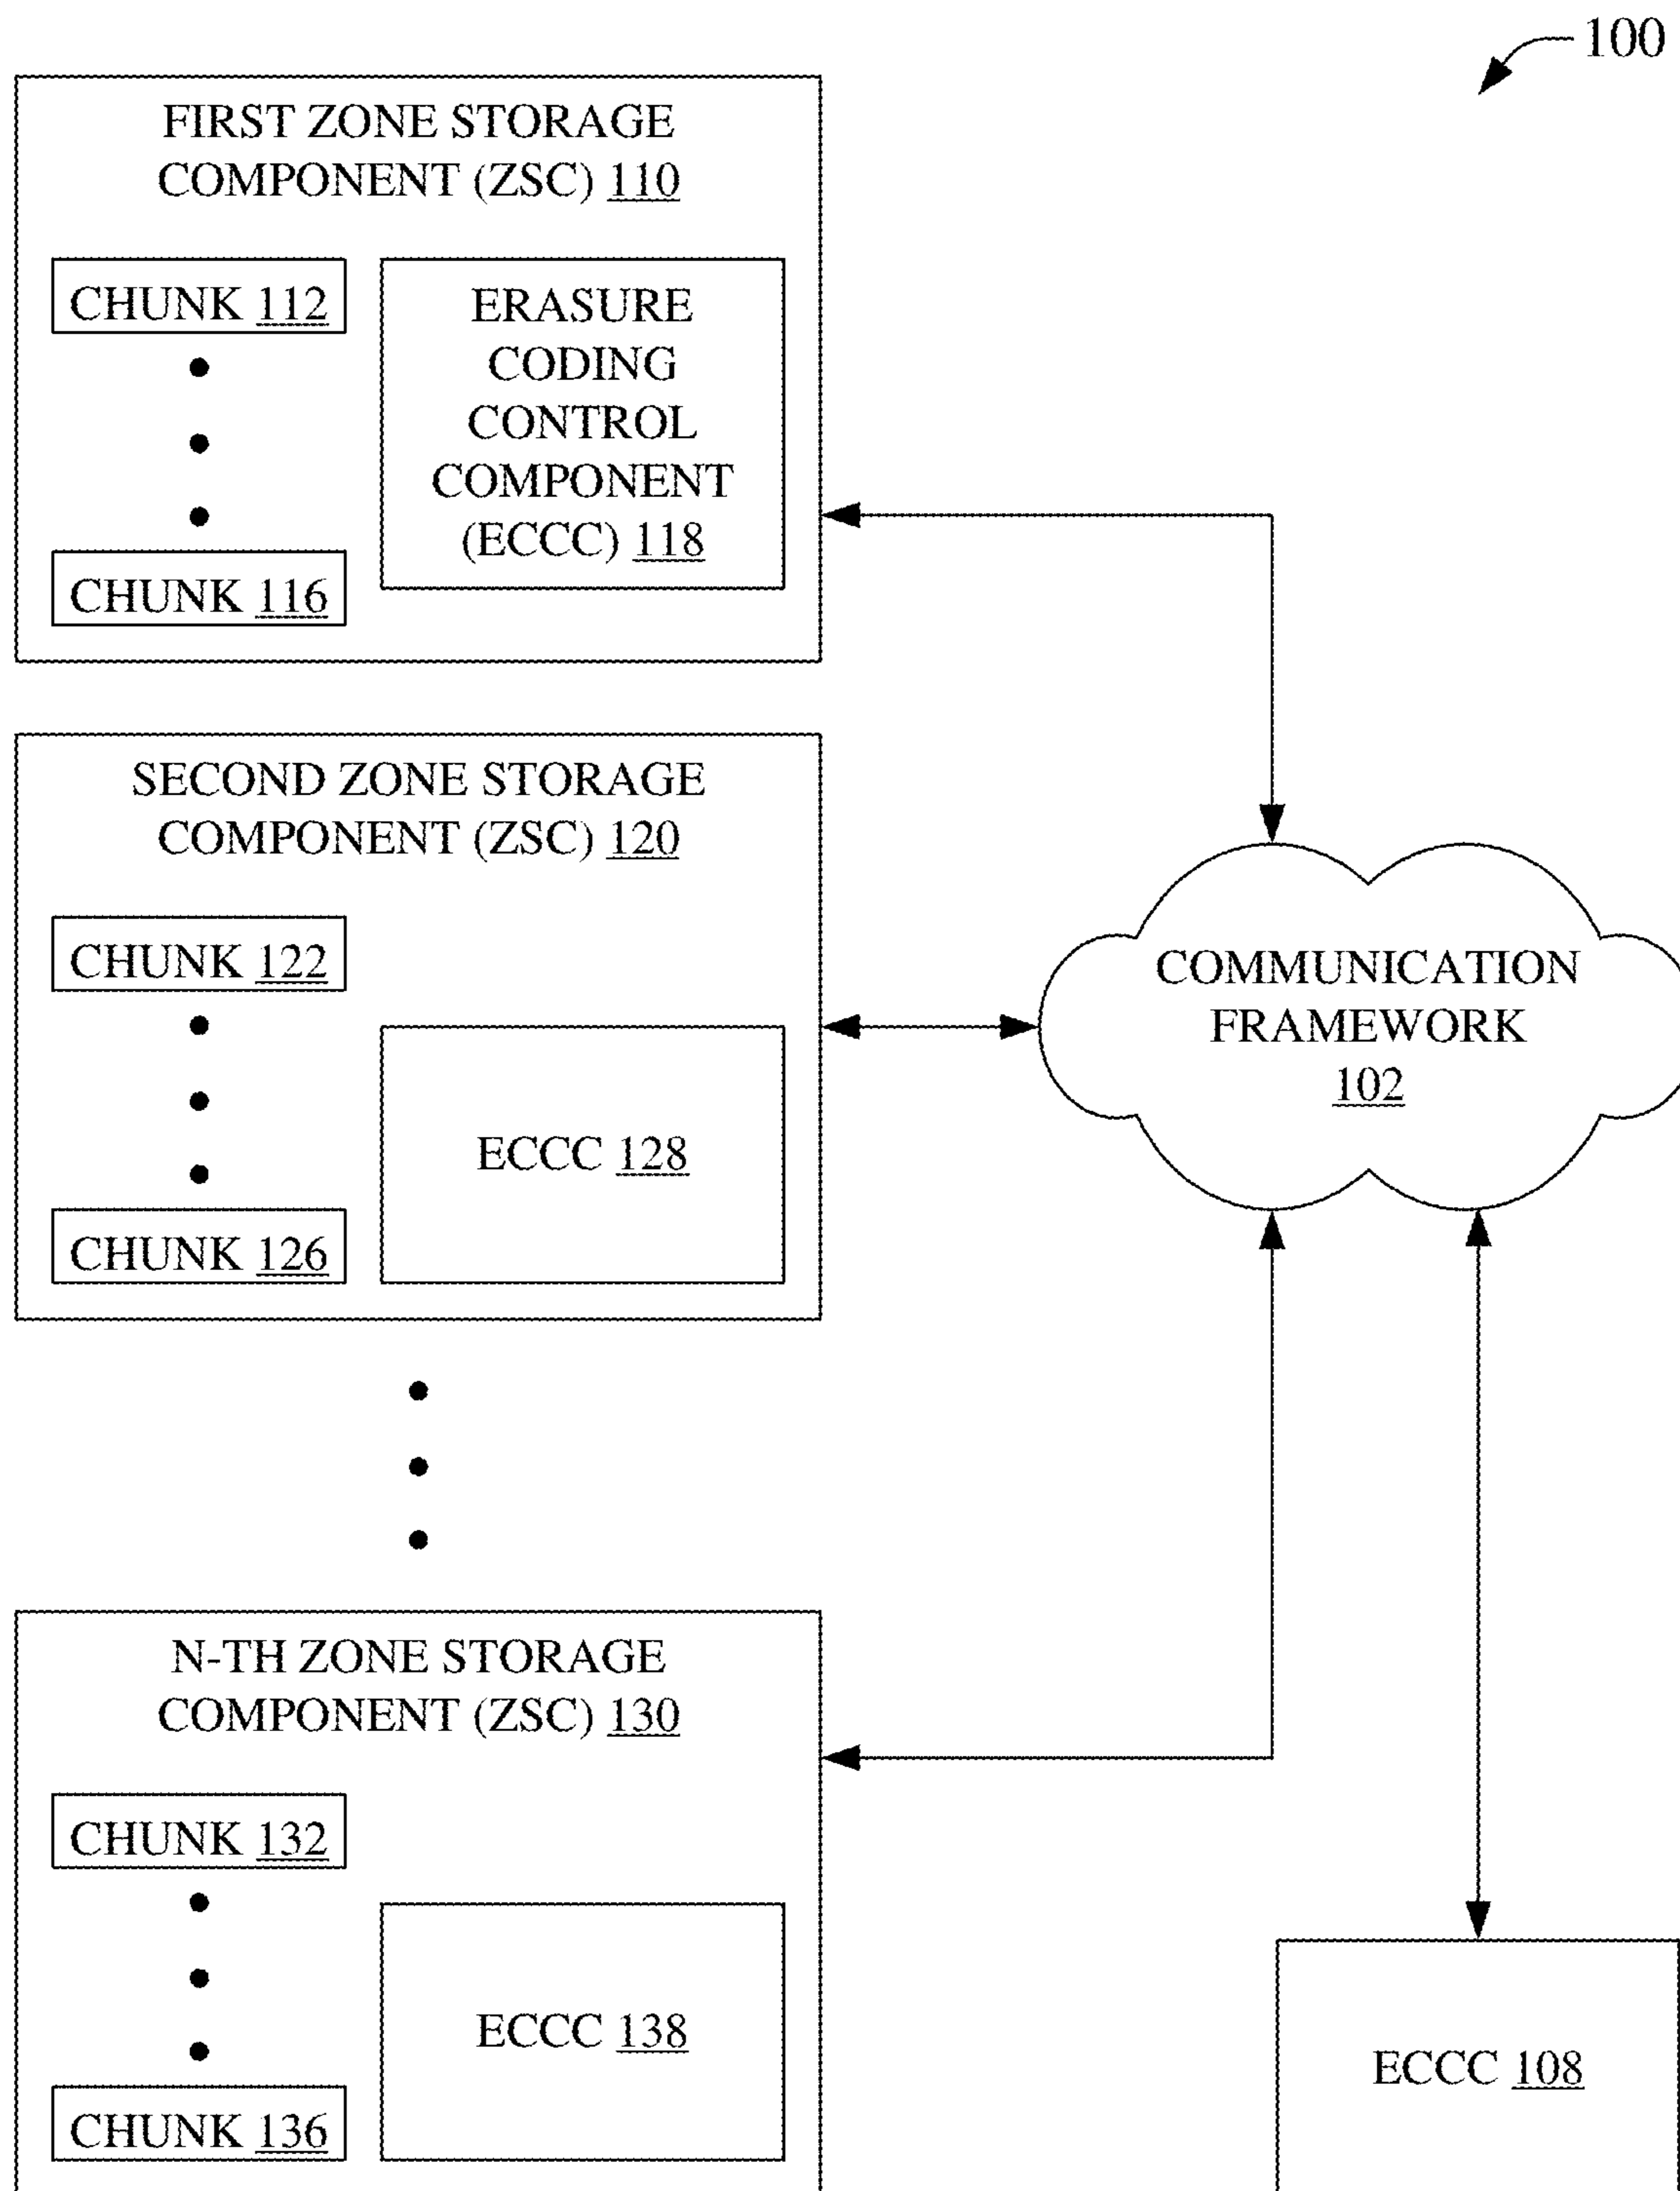 100
FIRST ZONE STORAGE
COMPONENT (ZSC) 110
CHUNK 112
CHUNK 116
ERASURE
CODING
CONTROL
COMPONENT
(ECCC) 118
SECOND ZONE STORAGE
COMPONENT (ZSC) 120
CHUNK 122
CHUNK 126
ECCC 128
COMMUNICATION
FRAMEWORK
102
N-TH ZONE STORAGE
COMPONENT (ZSC) 130
CHUNK 132
CHUNK 136
ECCC 138
ECCC 108